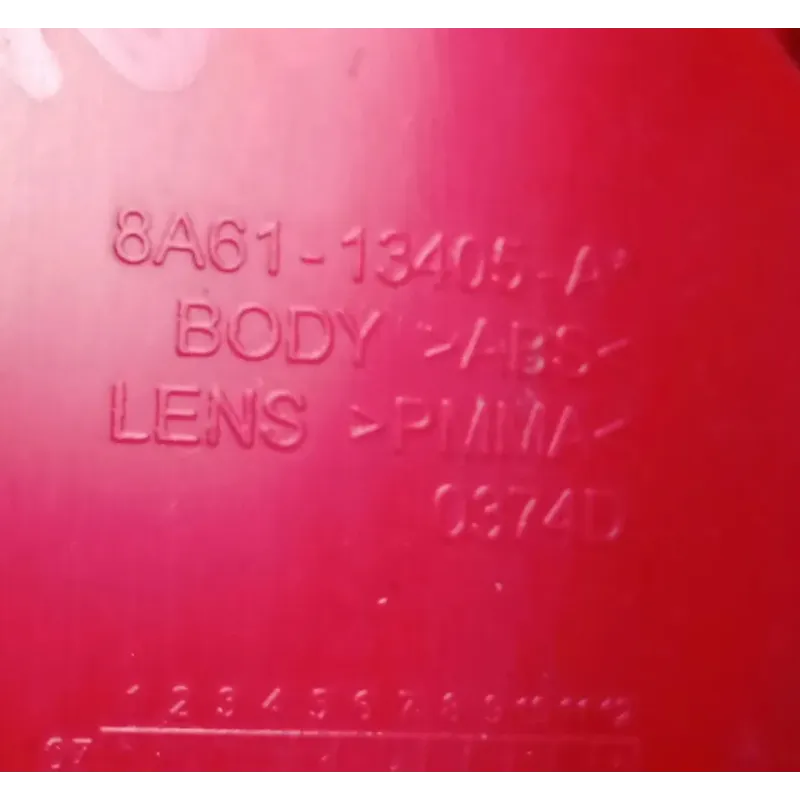 8A61-13405-A*
BODY >ABS<
LENS >PMMA<
0374D
1 2 3 4 5 6 7 8 9 10 11 12
07